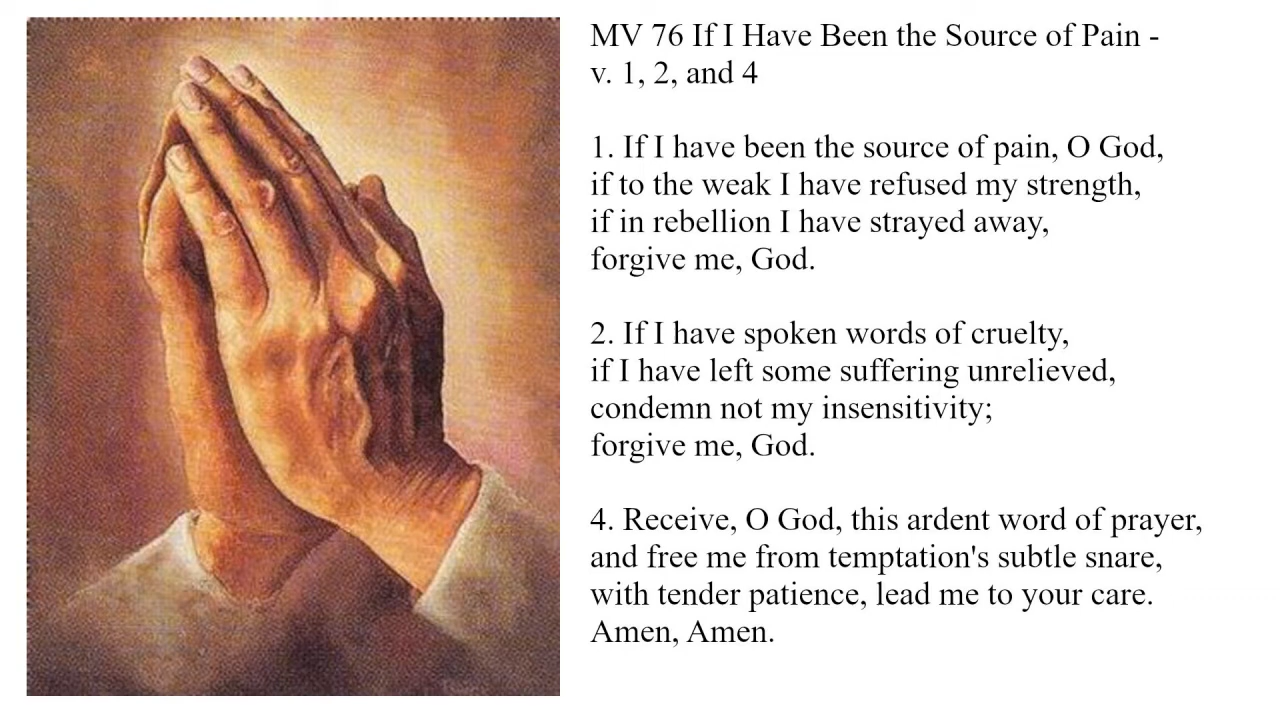 MV 76 If I Have Been the Source of Pain -
v. 1, 2, and 4
1. If I have been the source of pain, O God,
if to the weak I have refused my strength,
if in rebellion I have strayed away,
forgive me, God.
2. If I have spoken words of cruelty,
if I have left some suffering unrelieved,
condemn not my insensitivity;
forgive me, God.
4. Receive, O God, this ardent word of prayer,
and free me from temptation's subtle snare,
with tender patience, lead me to your care.
Amen, Amen.